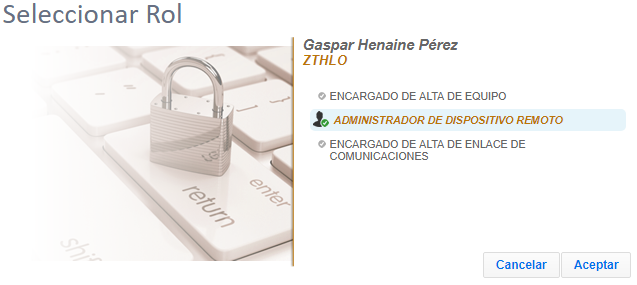 Seleccionar Rol
Gaspar Henaine Pérez
ZTHLO
ENCARGADO DE ALTA DE EQUIPO
ADMINISTRADOR DE DISPOSITIVO REMOTO
ENCARGADO DE ALTA DE ENLACE DE
COMUNICACIONES
enter
return
shift
Cancelar
Aceptar